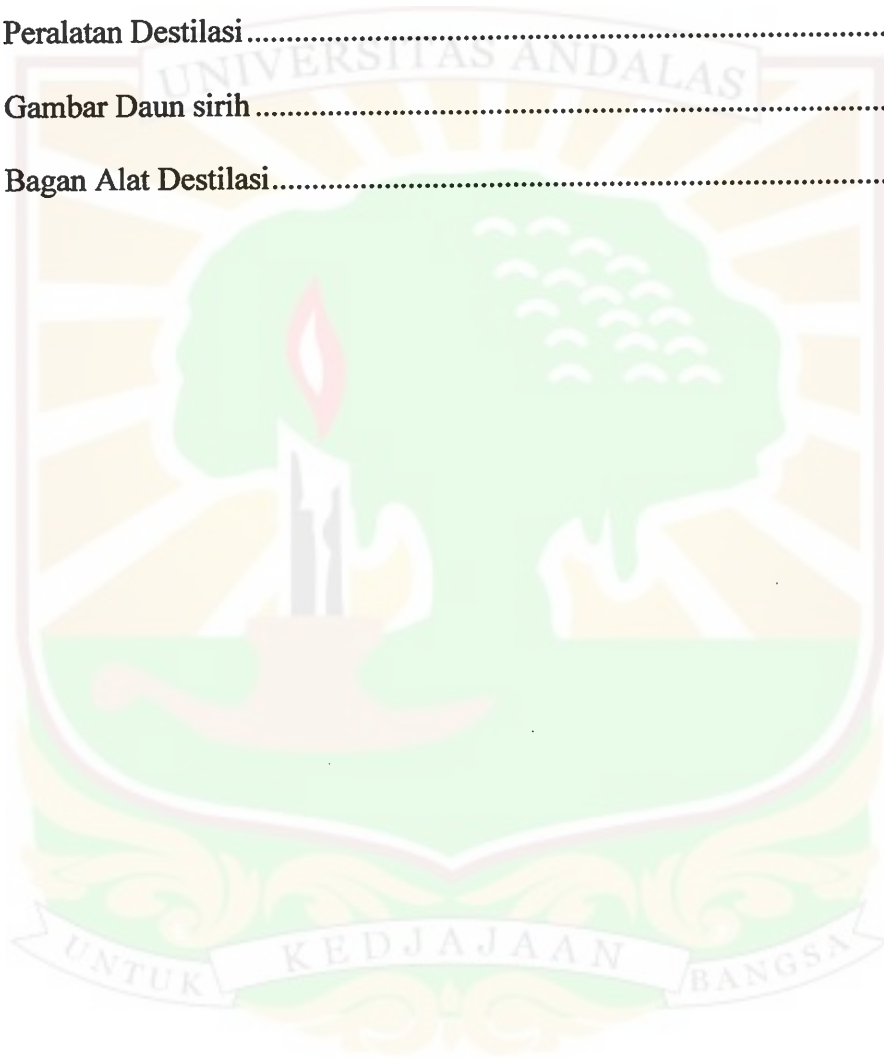 Peralatan Destilasi................................................................................
UNIVERSITAS ANDALAS
Gambar Daun sirih................................................................................
Bagan Alat Destilasi................................................................................
UNTUK KEDJAJAAN BANGSA